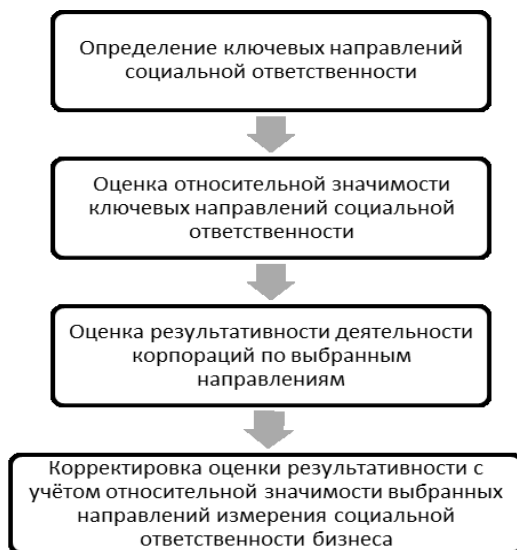 Определение ключевых направлений
социальной ответственности
Оценка относительной значимости
ключевых направлений социальной
ответственности
Оценка результативности деятельности
корпораций по выбранным
направлениям
Корректировка оценки результативности с
учётом относительной значимости выбранных
направлений измерения социальной
ответственности бизнеса